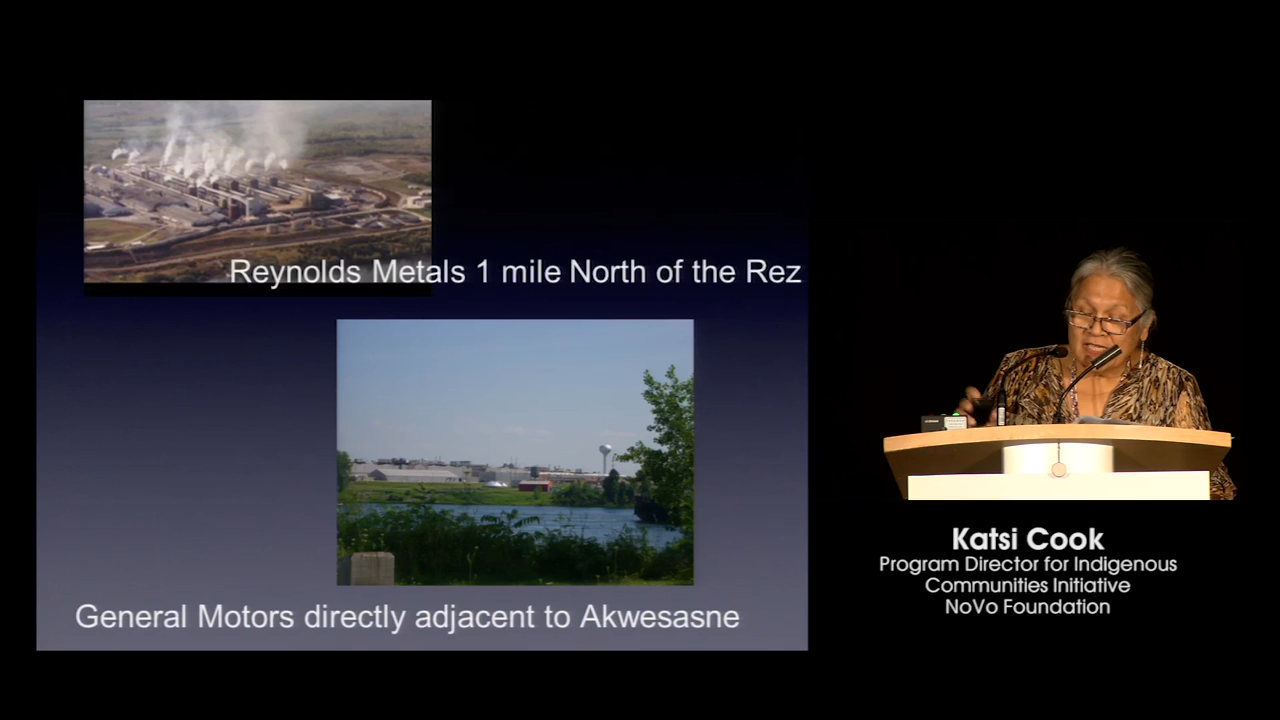 Reynolds Metals 1 mile North of the Rez
General Motors directly adjacent to Akwesasne
Katsi Cook
Program Director for Indigenous
Communities Initiative
NoVo Foundation